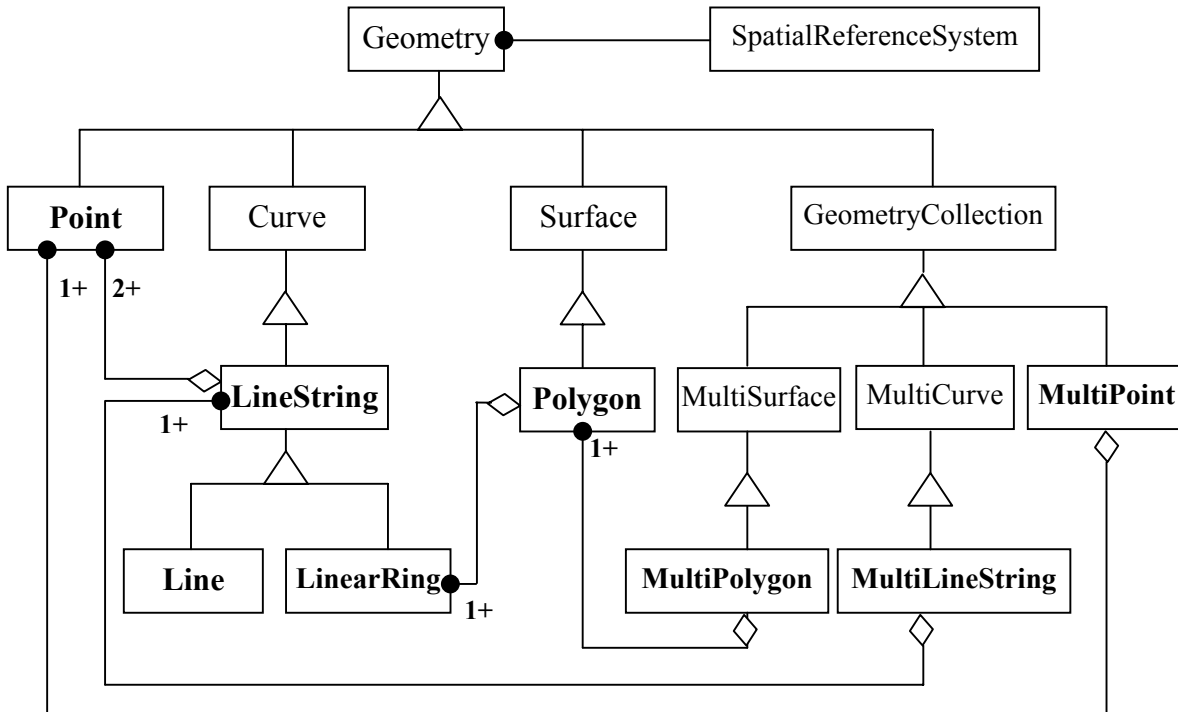 Geometry
SpatialReferenceSystem
Point
Curve
Surface
GeometryCollection
1+
2+
LineString
Polygon
MultiSurface
MultiCurve
MultiPoint
1+
1+
Line
LinearRing
MultiPolygon
MultiLineString
1+